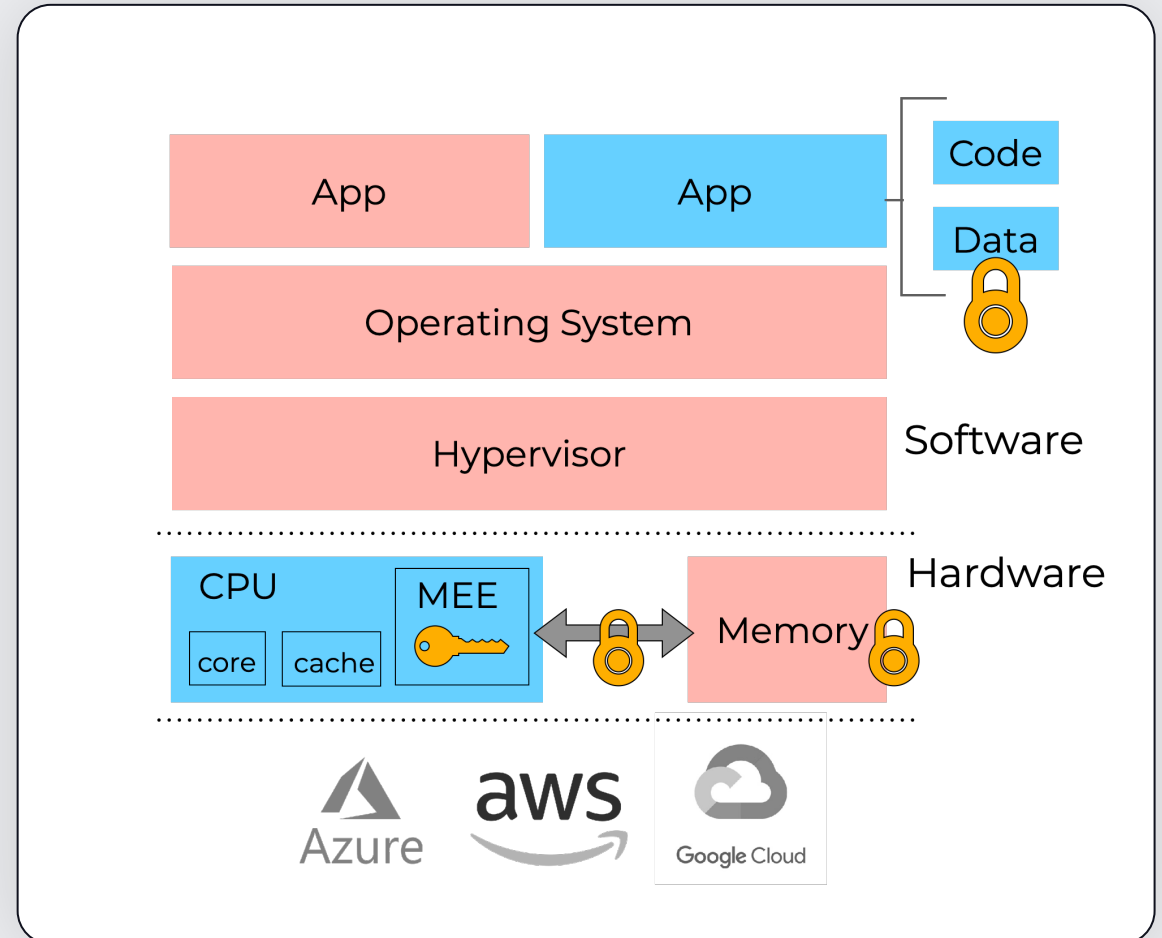 App
App
Code
Data
Operating System
Hypervisor
Software
Hardware
CPU
MEE
core
cache
Memory
Azure
aws
Google Cloud